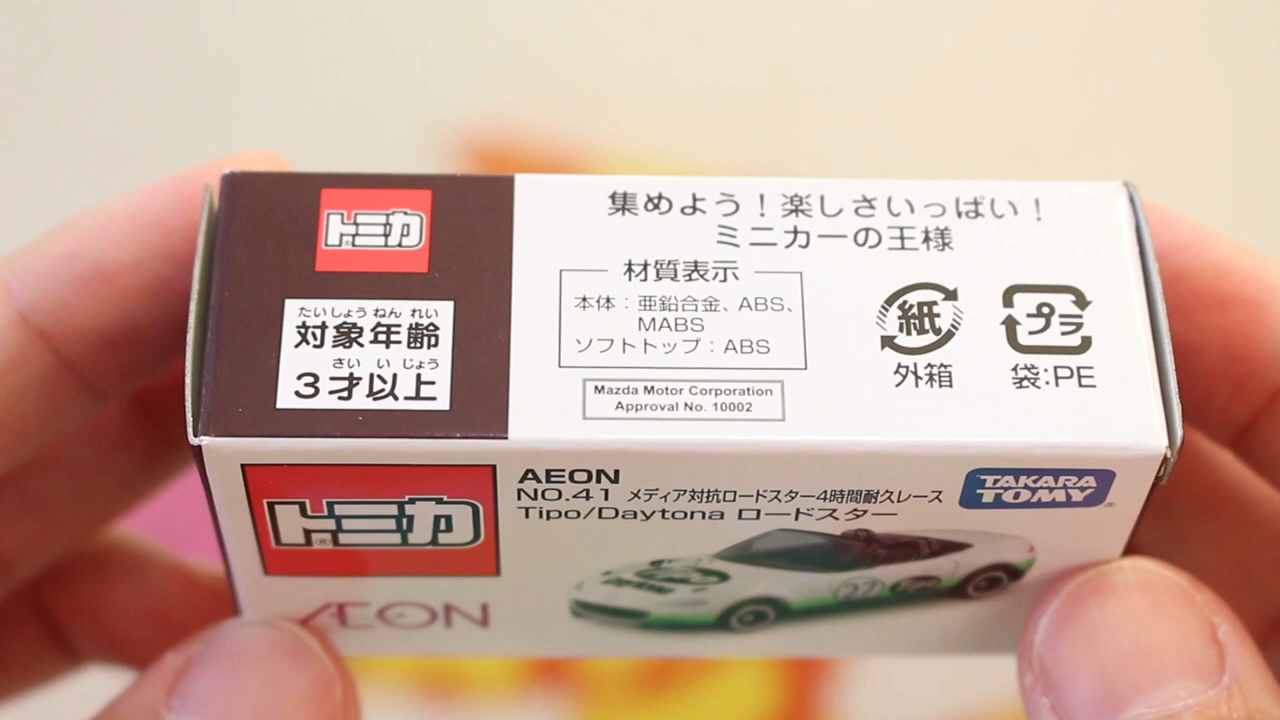 トミカ
たいしょう ねん れい
対象年齢
さい い じょう
3才以上
集めよう！楽しさいっぱい！
ミニカーの王様
材質表示
本体：亜鉛合金、ABS、
MABS
ソフトトップ：ABS
Mazda Motor Corporation
Approval No. 10002
紙
外箱
プラ
袋:PE
トミカ®
AEON
AEON
NO.41 メディア対抗ロードスター4時間耐久レース
Tipo/Daytona ロードスター
TAKARA
TOMY®
27
Tipo